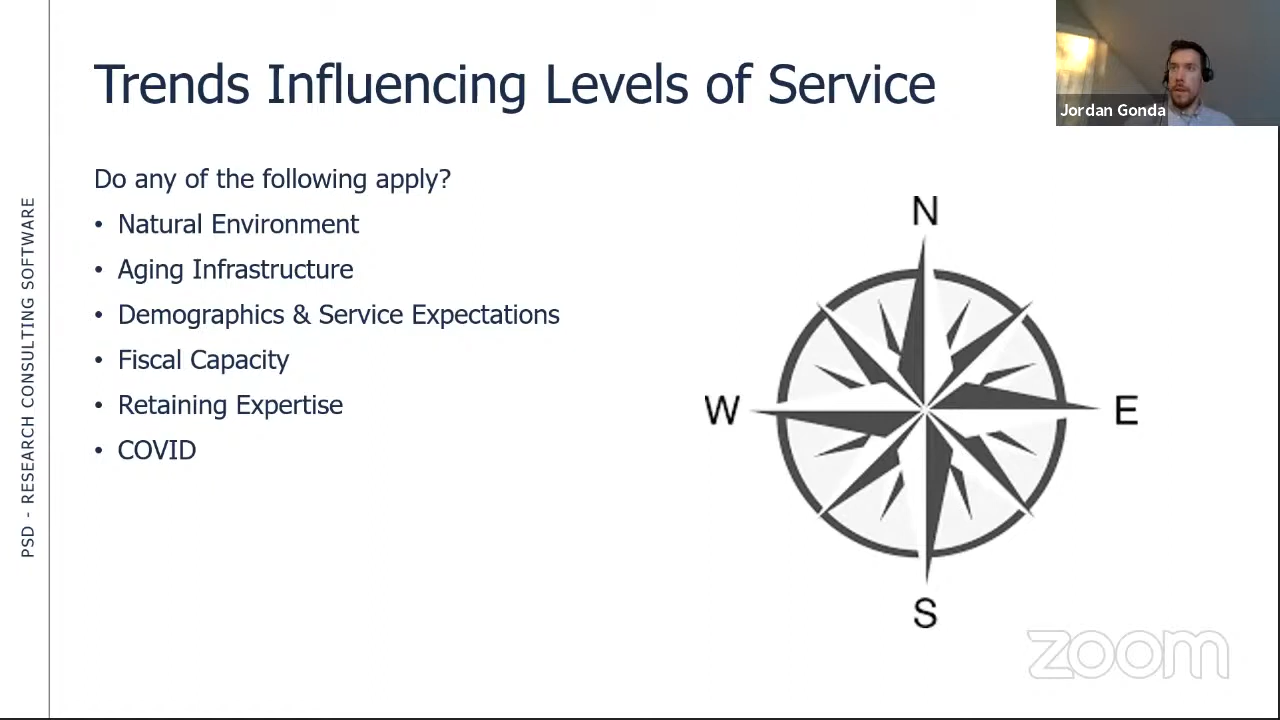 Trends Influencing Levels of Service
Jordan Gonda
Do any of the following apply?
• Natural Environment
• Aging Infrastructure
• Demographics & Service Expectations
• Fiscal Capacity
• Retaining Expertise
• COVID
N
W
E
S
PSD - RESEARCH CONSULTING SOFTWARE
zoom